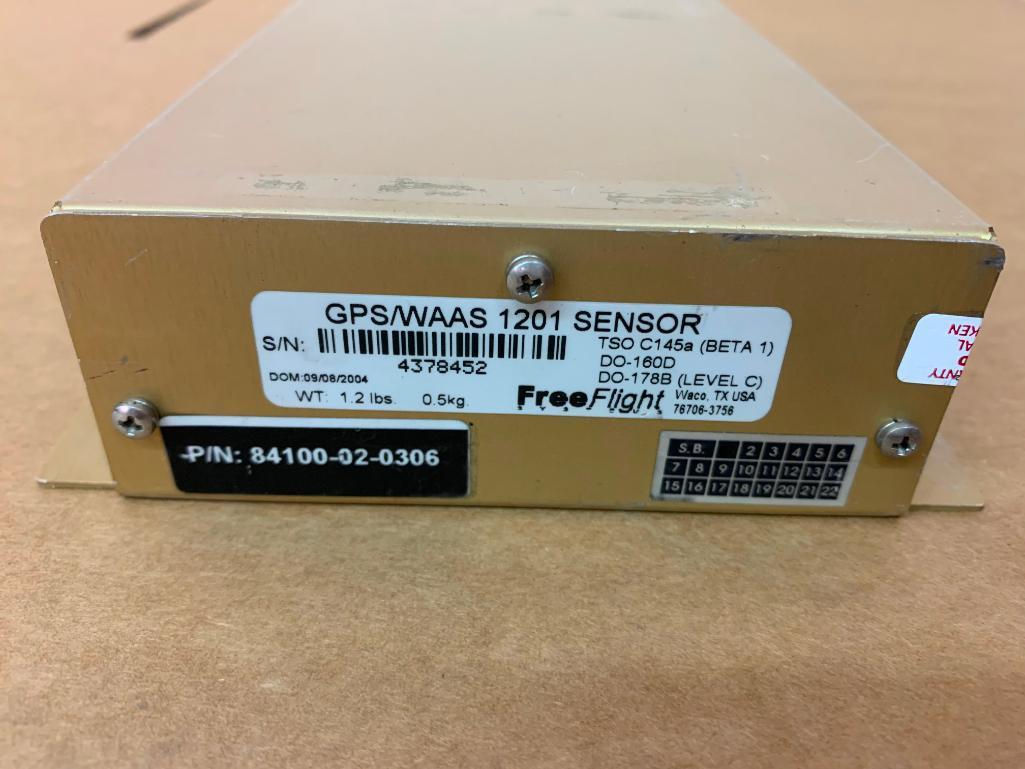 GPS/WAAS 1201 SENSOR
S/N:
4378452
TSO C145a (BETA 1)
DO-160D
DO-178B (LEVEL C)
DOM:09/08/2004
WT: 1.2 lbs. 0.5kg.
FreeFlight
SYSTEMS
Waco, TX USA
76706-3756
P/N: 84100-02-0306
S.B. 2 3 4 5 6
7 8 9 10 11 12 13 14
15 16 17 18 19 20 21 22